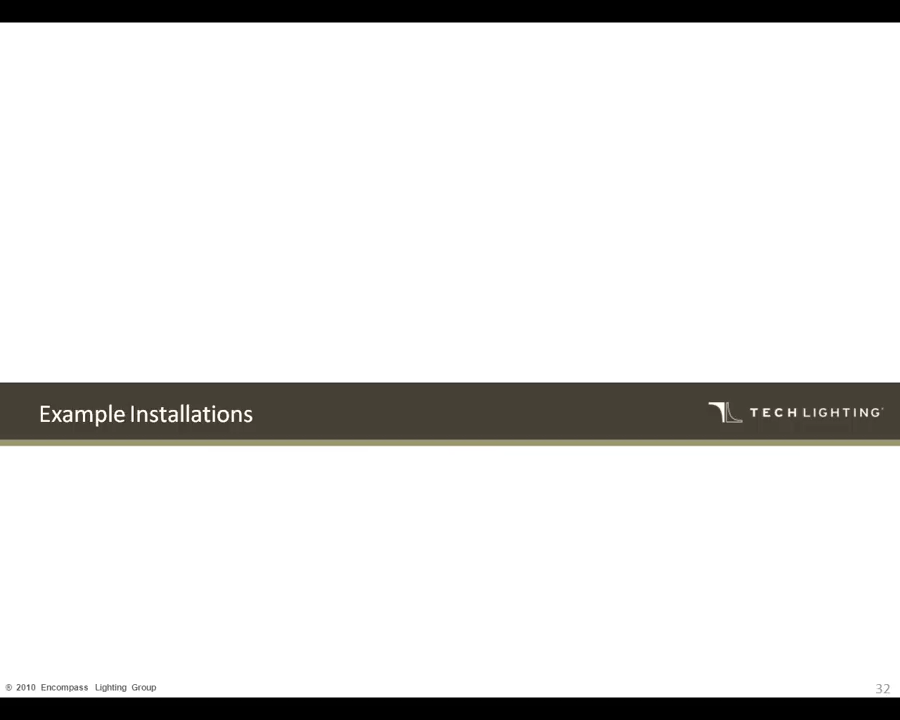 Example Installations
TECH LIGHTING
® 2010 Encompass Lighting Group
32